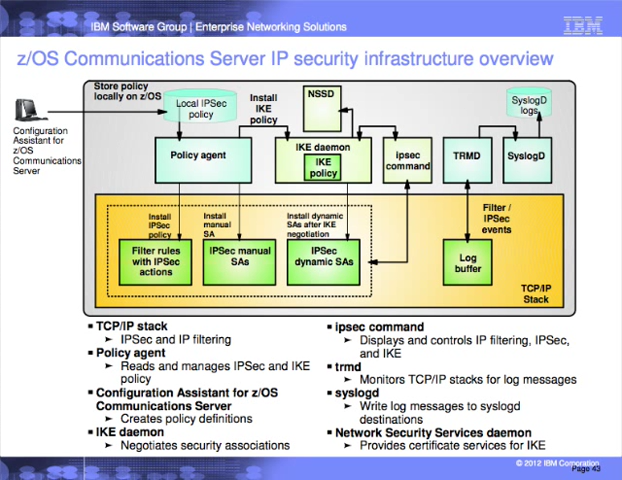 IBM Software Group | Enterprise Networking Solutions
IBM
z/OS Communications Server IP security infrastructure overview
Store policy
locally on z/OS
Local IPSec
policy
Install
IKE
policy
NSSD
SyslogD
logs
Configuration
Assistant for
z/OS
Communications
Server
Policy agent
IKE daemon
IKE
policy
ipsec
command
TRMD
SyslogD
Install
IPSec
policy
Install
manual
SA
Install dynamic
SAs after IKE
negotiation
Filter /
IPSec
events
Filter rules
with IPSec
actions
IPSec manual
SAs
IPSec
dynamic SAs
Log
buffer
TCP/IP
Stack
▪ TCP/IP stack
➤ IPSec and IP filtering
▪ Policy agent
➤ Reads and manages IPSec and IKE
policy
▪ Configuration Assistant for z/OS
Communications Server
➤ Creates policy definitions
▪ IKE daemon
➤ Negotiates security associations
▪ ipsec command
➤ Displays and controls IP filtering, IPSec,
and IKE
▪ trmd
➤ Monitors TCP/IP stacks for log messages
▪ syslogd
➤ Write log messages to syslogd
destinations
▪ Network Security Services daemon
➤ Provides certificate services for IKE
© 2012 IBM Corporation
Page 43